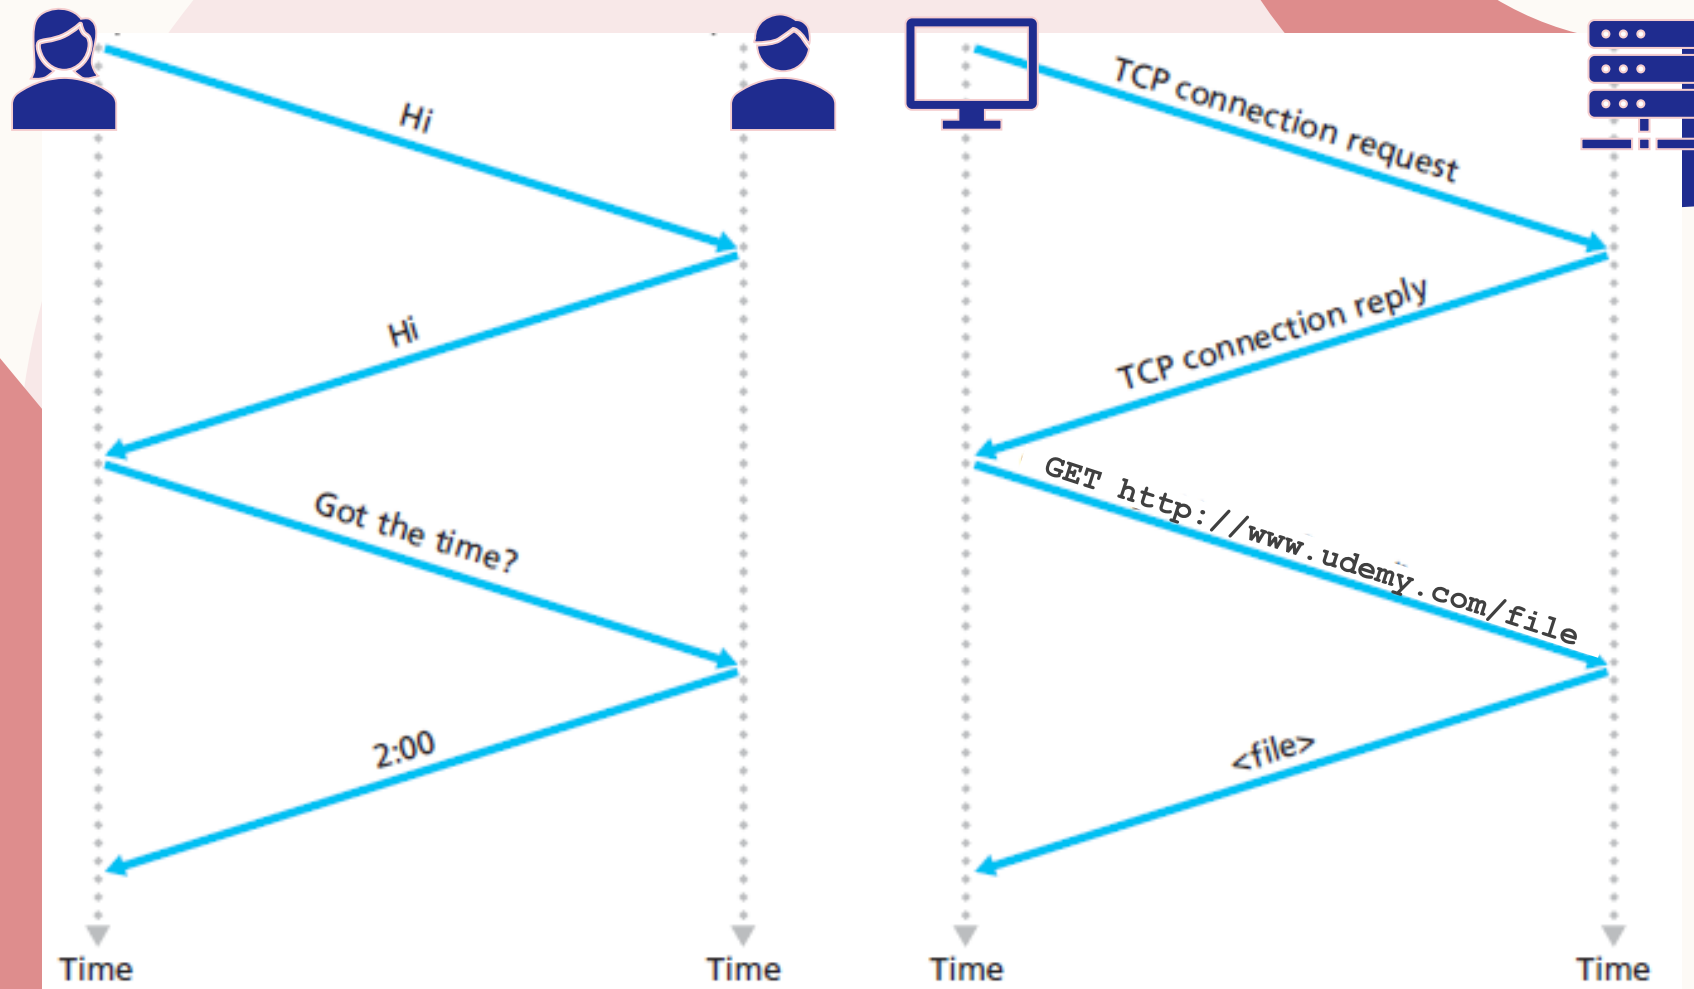 Hi
Hi
Got the time?
2:00
Time
Time
TCP connection request
TCP connection reply
GET http://www.udemy.com/file
<file>
Time
Time